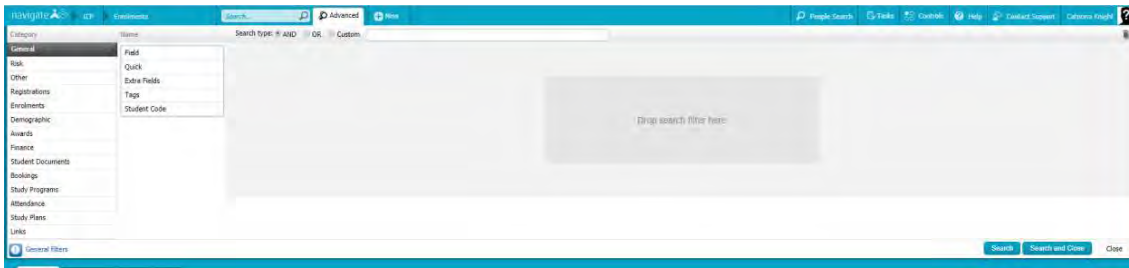 navigate ICP Enrolments Search... Advanced New People Search Tasks Controls Help Contact Support Catriona Knight ?
Category Name Search type: AND OR Custom
General
Field
Risk
Quick
Other
Extra Fields
Registrations
Tags
Enrolments
Student Code
Drop search filter here
Demographic
Awards
Finance
Student Documents
Bookings
Study Programs
Attendance
Study Plans
Links
General filters Search Search and Close Close